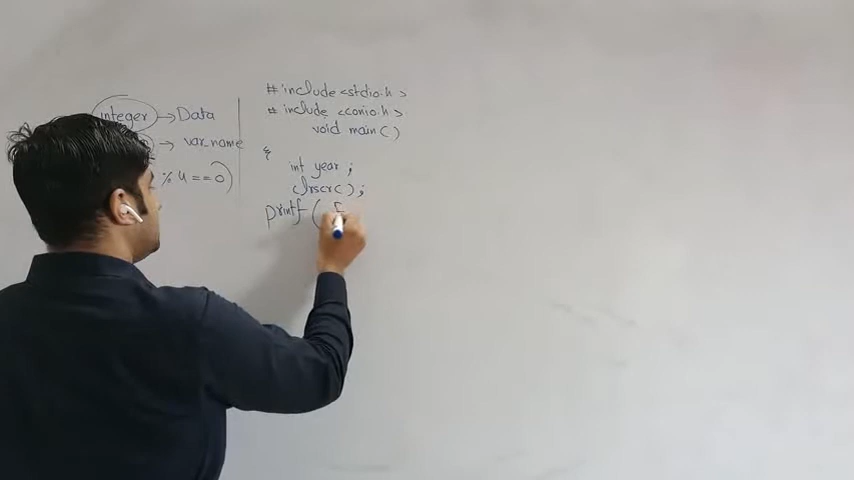 integer → Data
→ var_name
% 4 == 0)
#include <stdio.h>
#include <conio.h>
void main()
{
int year ;
clrscr() ;
printf (